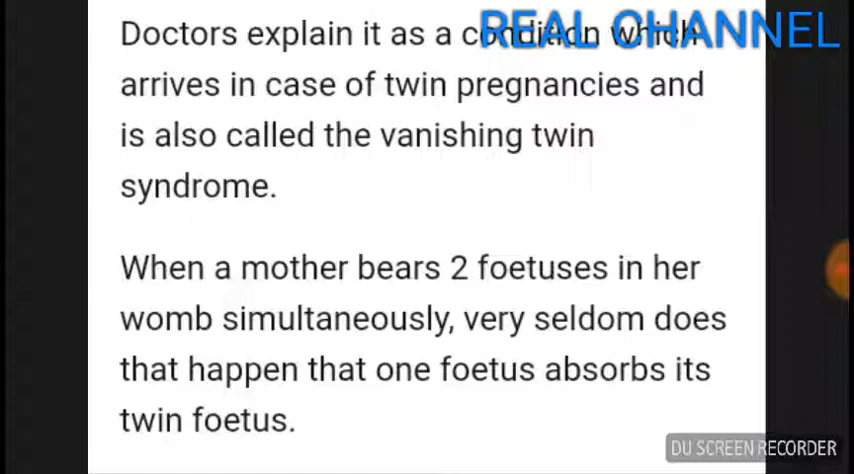 REAL CHANNEL
Doctors explain it as a condition which
arrives in case of twin pregnancies and
is also called the vanishing twin
syndrome.
When a mother bears 2 foetuses in her
womb simultaneously, very seldom does
that happen that one foetus absorbs its
twin foetus.
DU SCREEN RECORDER